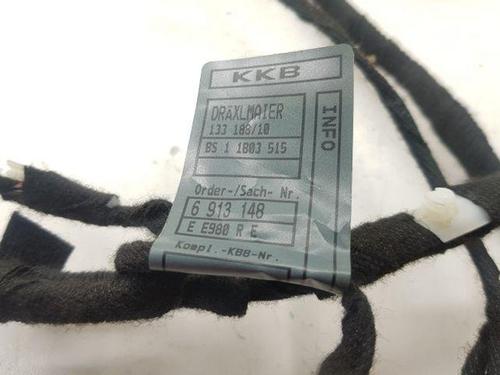 KKB
INFO
DRÄXLMAIER
133 188/10
BS 1 1803 515
Order-/Sach- Nr.
6 913 148
E E980 R E
Kompl.-KBB-Nr.